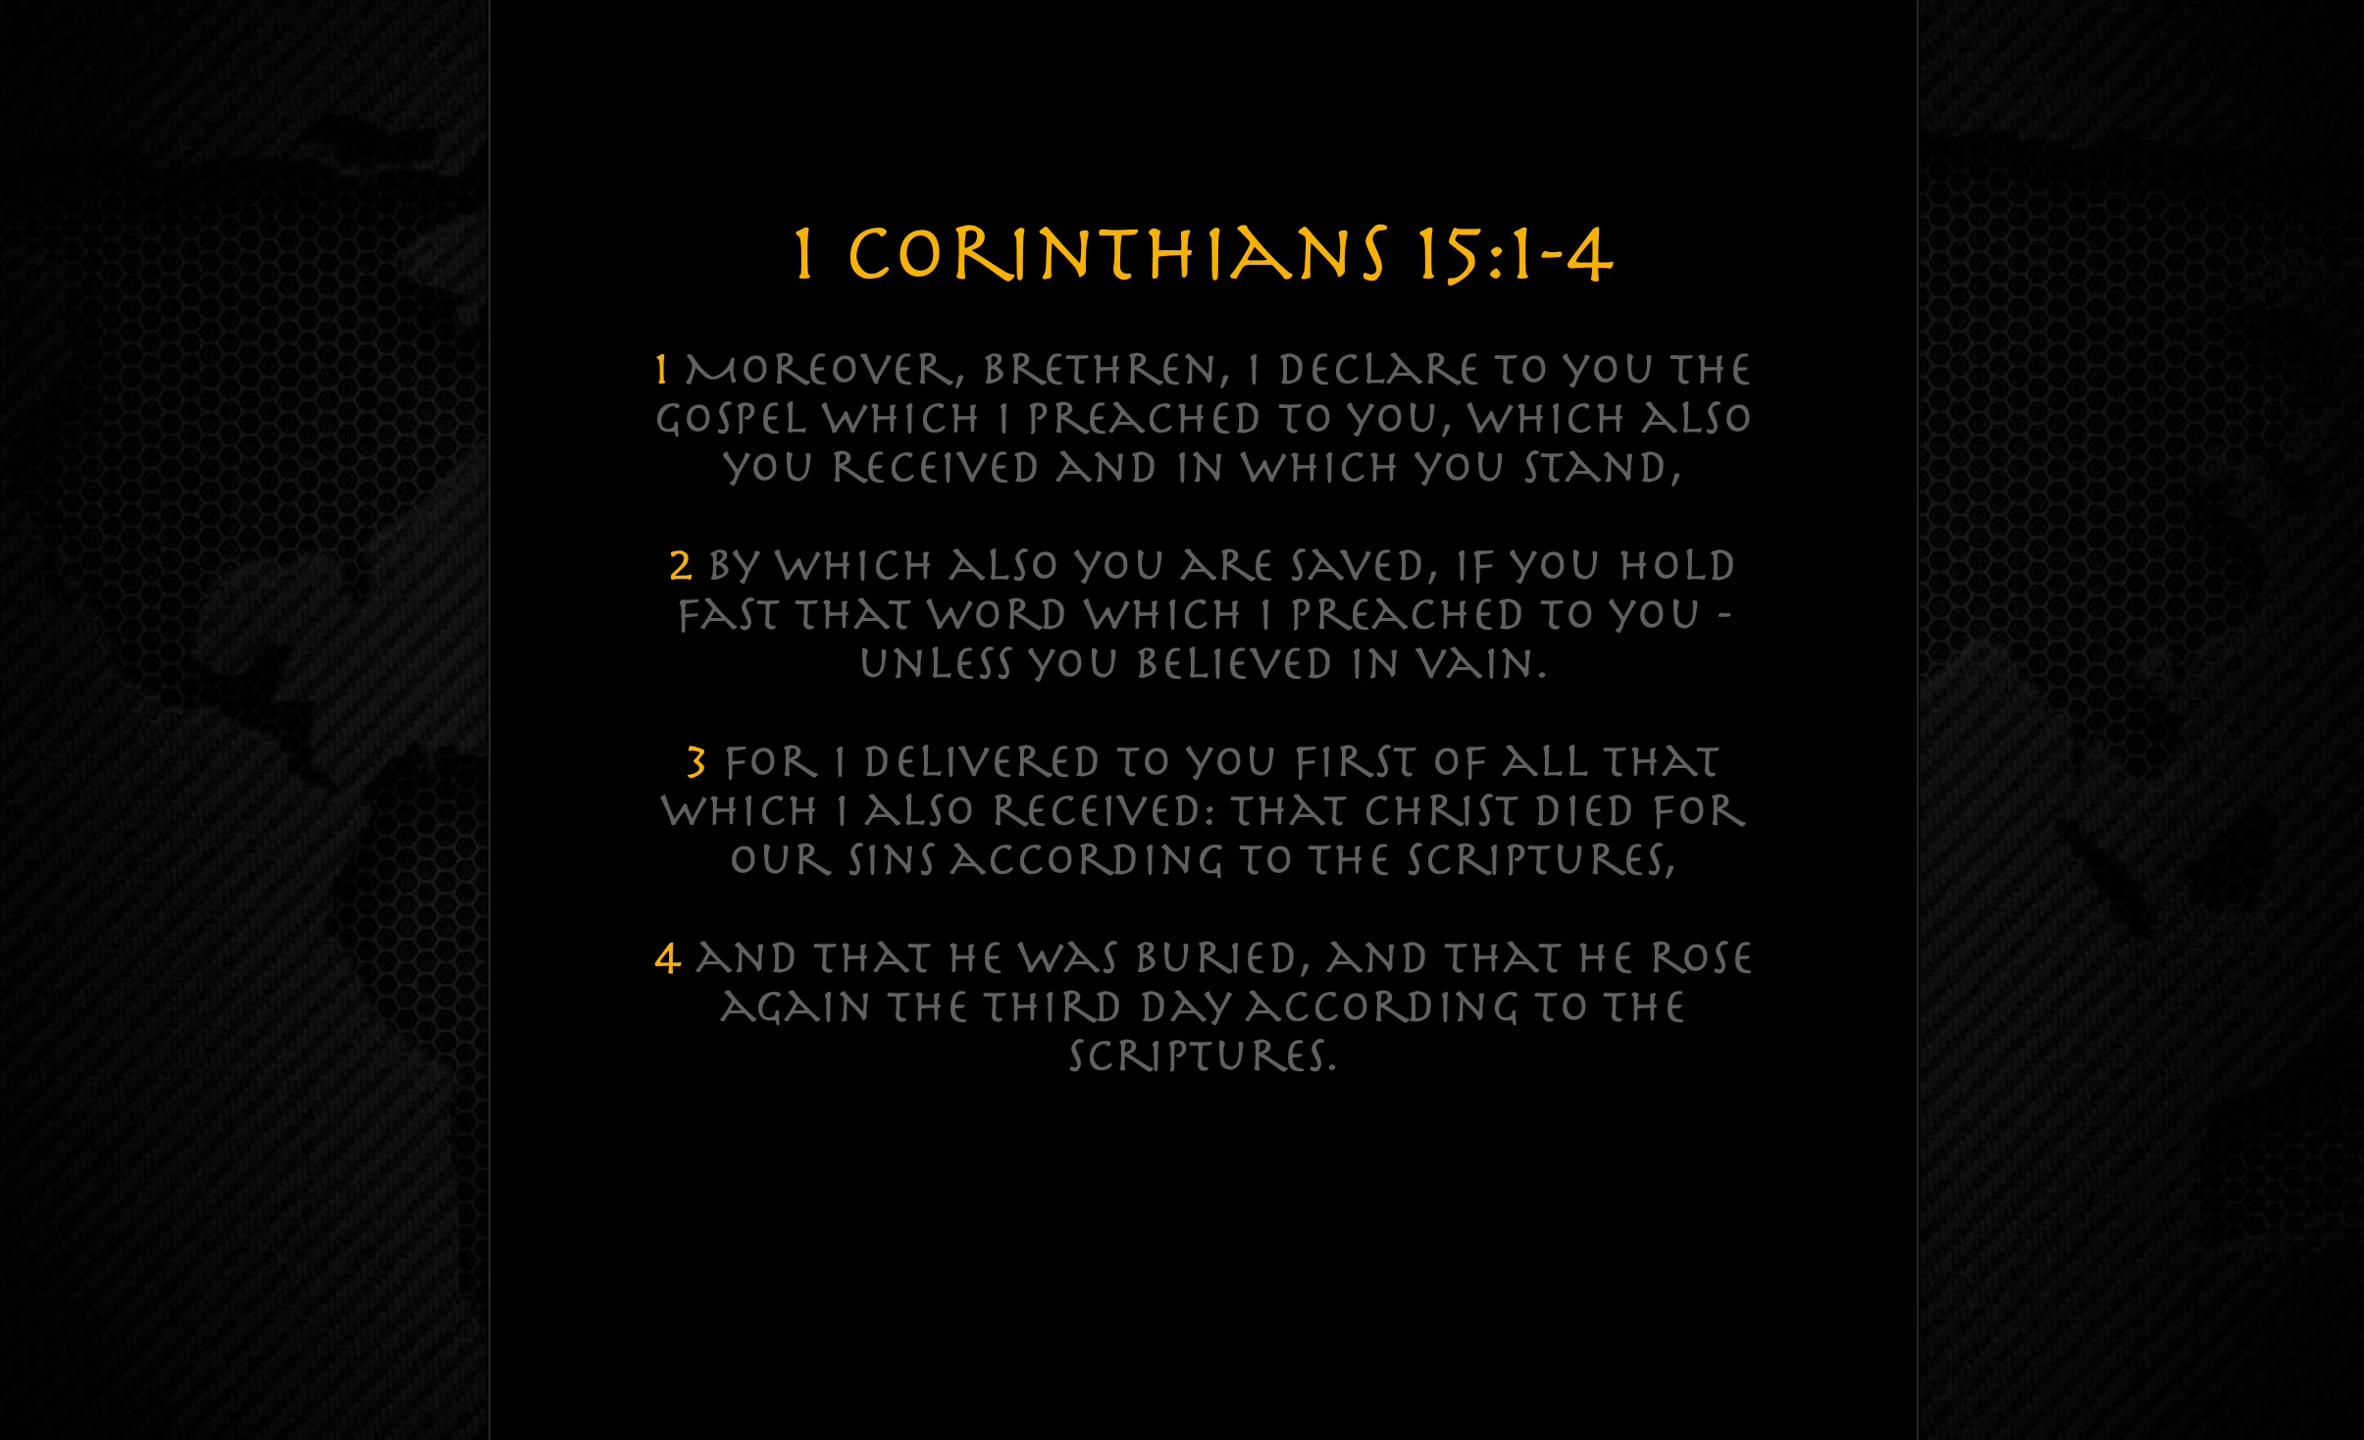 1 CORINTHIANS 15:1-4
1 MOREOVER, BRETHREN, I DECLARE TO YOU THE
GOSPEL WHICH I PREACHED TO YOU, WHICH ALSO
YOU RECEIVED AND IN WHICH YOU STAND,
2 BY WHICH ALSO YOU ARE SAVED, IF YOU HOLD
FAST THAT WORD WHICH I PREACHED TO YOU -
UNLESS YOU BELIEVED IN VAIN.
3 FOR I DELIVERED TO YOU FIRST OF ALL THAT
WHICH I ALSO RECEIVED: THAT CHRIST DIED FOR
OUR SINS ACCORDING TO THE SCRIPTURES,
4 AND THAT HE WAS BURIED, AND THAT HE ROSE
AGAIN THE THIRD DAY ACCORDING TO THE
SCRIPTURES.